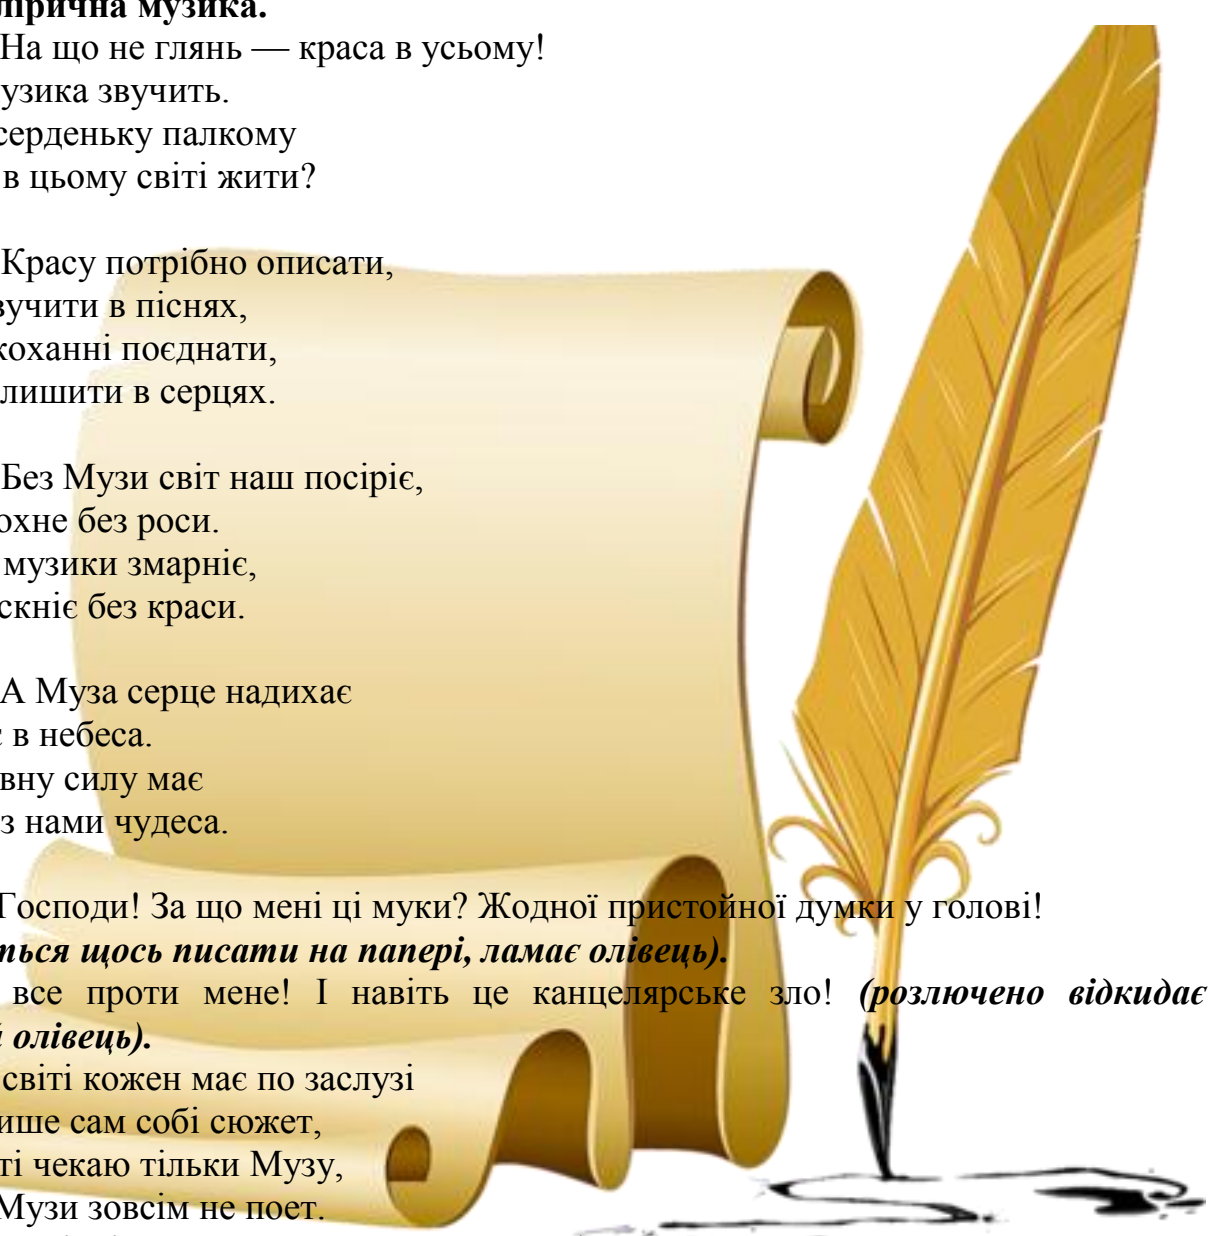 лірична музика.
На що не глянь — краса в усьому!
узика звучить.
серденьку палкому
в цьому світі жити?
Красу потрібно описати,
вучити в піснях,
коханні поєднати,
лишити в серцях.
Без Музи світ наш посіріє,
охне без роси.
музики змарніє,
скніє без краси.
А Муза серце надихає
є в небеса.
вну силу має
з нами чудеса.
Господи! За що мені ці муки? Жодної пристойної думки у голові!
ться щось писати на папері, ламає олівець).
все проти мене! І навіть це канцелярське зло! (розлючено відкидає
й олівець).
світі кожен має по заслузі
ише сам собі сюжет,
ті чекаю тільки Музу,
Музи зовсім не поет.